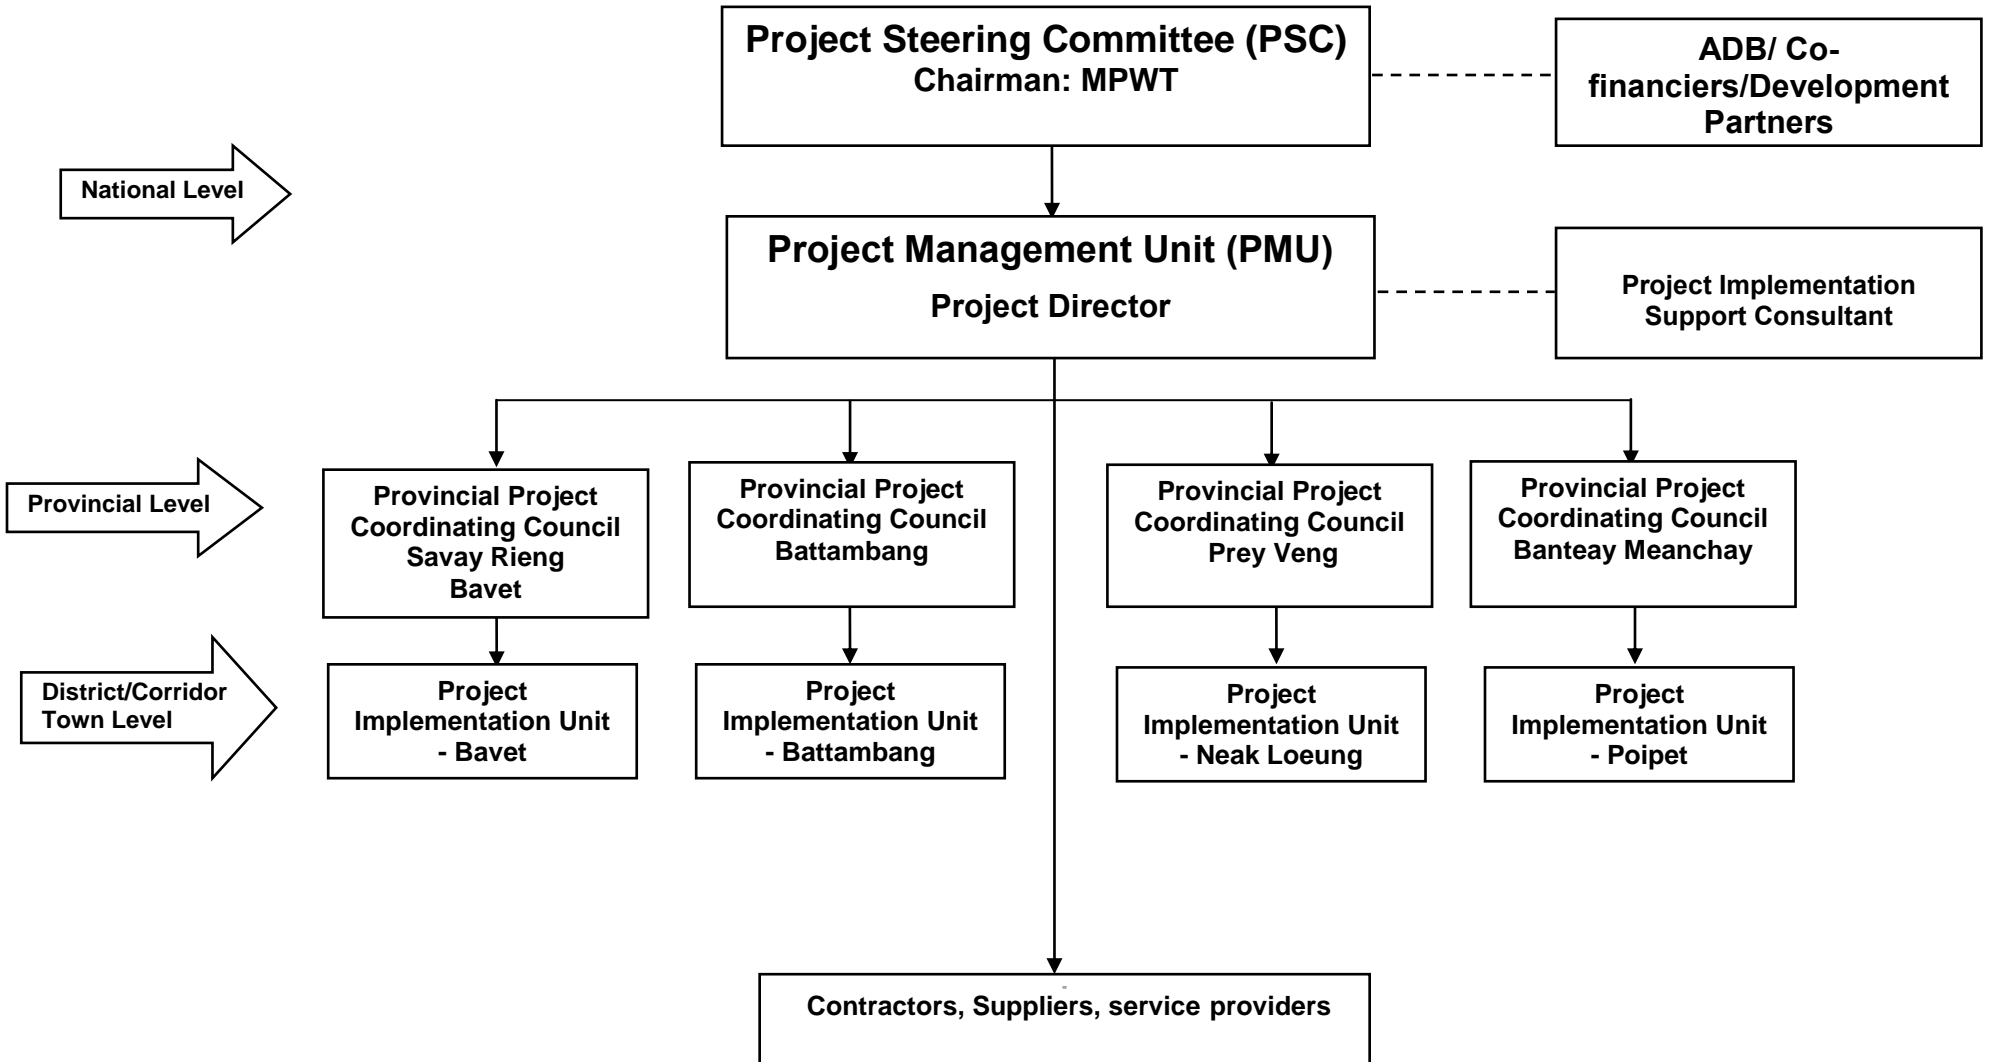 Project Steering Committee (PSC)
Chairman: MPWT
ADB/ Co-
financiers/Development
Partners
National Level
Project Management Unit (PMU)
Project Director
Project Implementation
Support Consultant
Provincial Level
Provincial Project
Coordinating Council
Savay Rieng
Bavet
Provincial Project
Coordinating Council
Battambang
Provincial Project
Coordinating Council
Prey Veng
Provincial Project
Coordinating Council
Banteay Meanchay
District/Corridor
Town Level
Project
Implementation Unit
- Bavet
Project
Implementation Unit
- Battambang
Project
Implementation Unit
- Neak Loeung
Project
Implementation Unit
- Poipet
Contractors, Suppliers, service providers